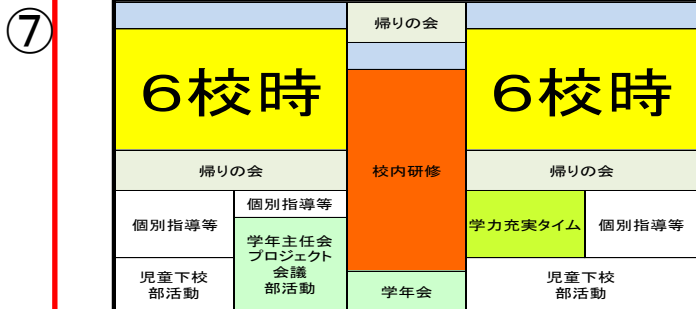 ⑦
帰りの会
6校時
6校時
帰りの会
校内研修
帰りの会
個別指導等
個別指導等
学力充実タイム
個別指導等
学年主任会
プロジェクト
会議
部活動
児童下校
部活動
学年会
児童下校
部活動